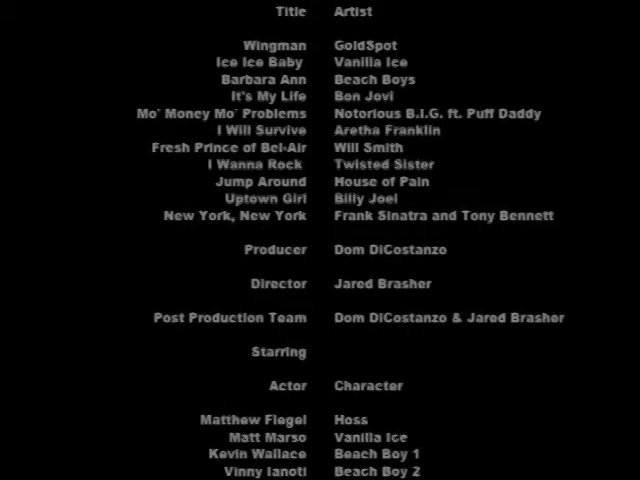 Title Artist
Wingman GoldSpot
Ice Ice Baby Vanilla Ice
Barbara Ann Beach Boys
It's My Life Bon Jovi
Mo' Money Mo' Problems Notorious B.I.G. ft. Puff Daddy
I Will Survive Aretha Franklin
Fresh Prince of Bel-Air Will Smith
I Wanna Rock Twisted Sister
Jump Around House of Pain
Uptown Girl Billy Joel
New York, New York Frank Sinatra and Tony Bennett
Producer Dom DiCostanzo
Director Jared Brasher
Post Production Team Dom DiCostanzo & Jared Brasher
Starring
Actor Character
Matthew Flegel Hoss
Matt Marso Vanilla Ice
Kevin Wallace Beach Boy 1
Vinny Ianoti Beach Boy 2